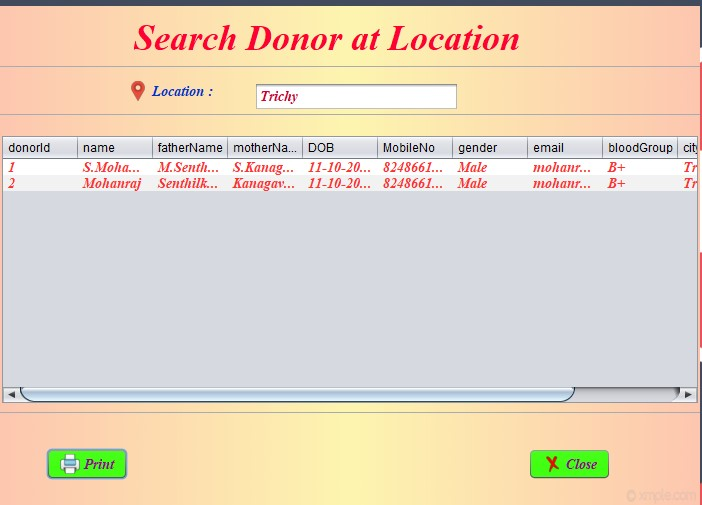 Search Donor at Location
Location :
Trichy
donorId name fatherName motherNa... DOB MobileNo gender email bloodGroup city
1 S.Moha... M.Senth... S.Kanag... 11-10-20... 8248661... Male mohanr... B+ Tr
2 Mohanraj Senthilk... Kanagav... 11-10-20... 8248661... Male mohanr... B+ Tr
Print Close